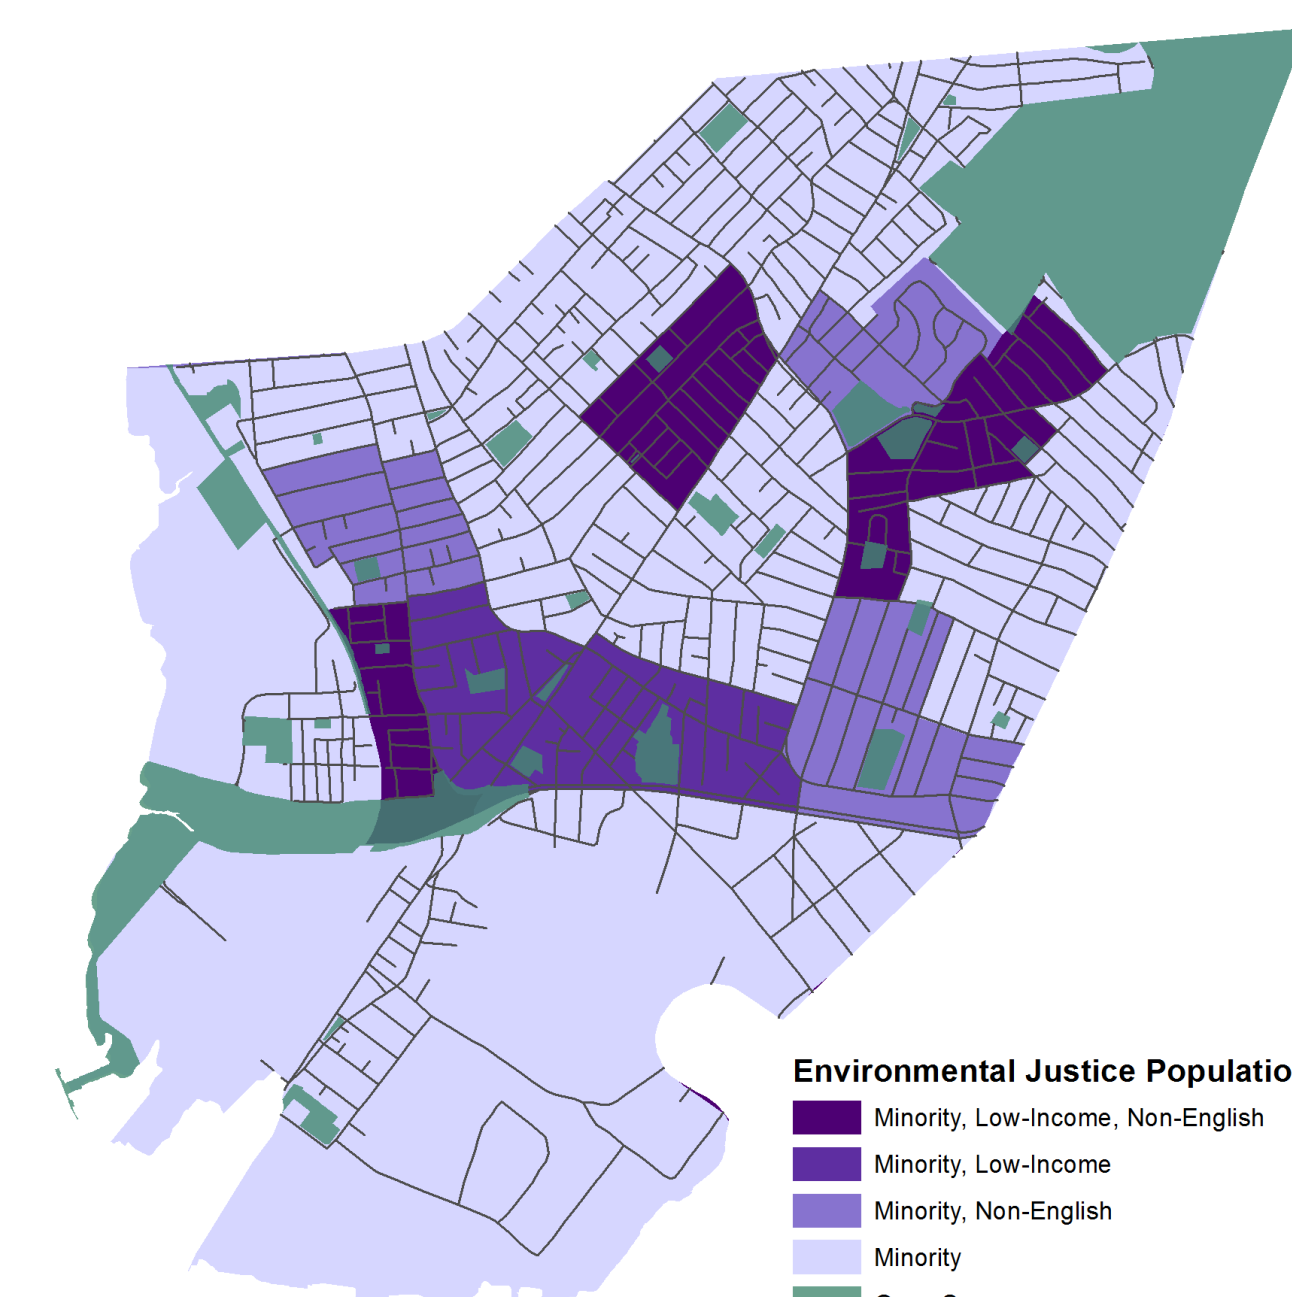 Environmental Justice Populatio
Minority, Low-Income, Non-English
Minority, Low-Income
Minority, Non-English
Minority